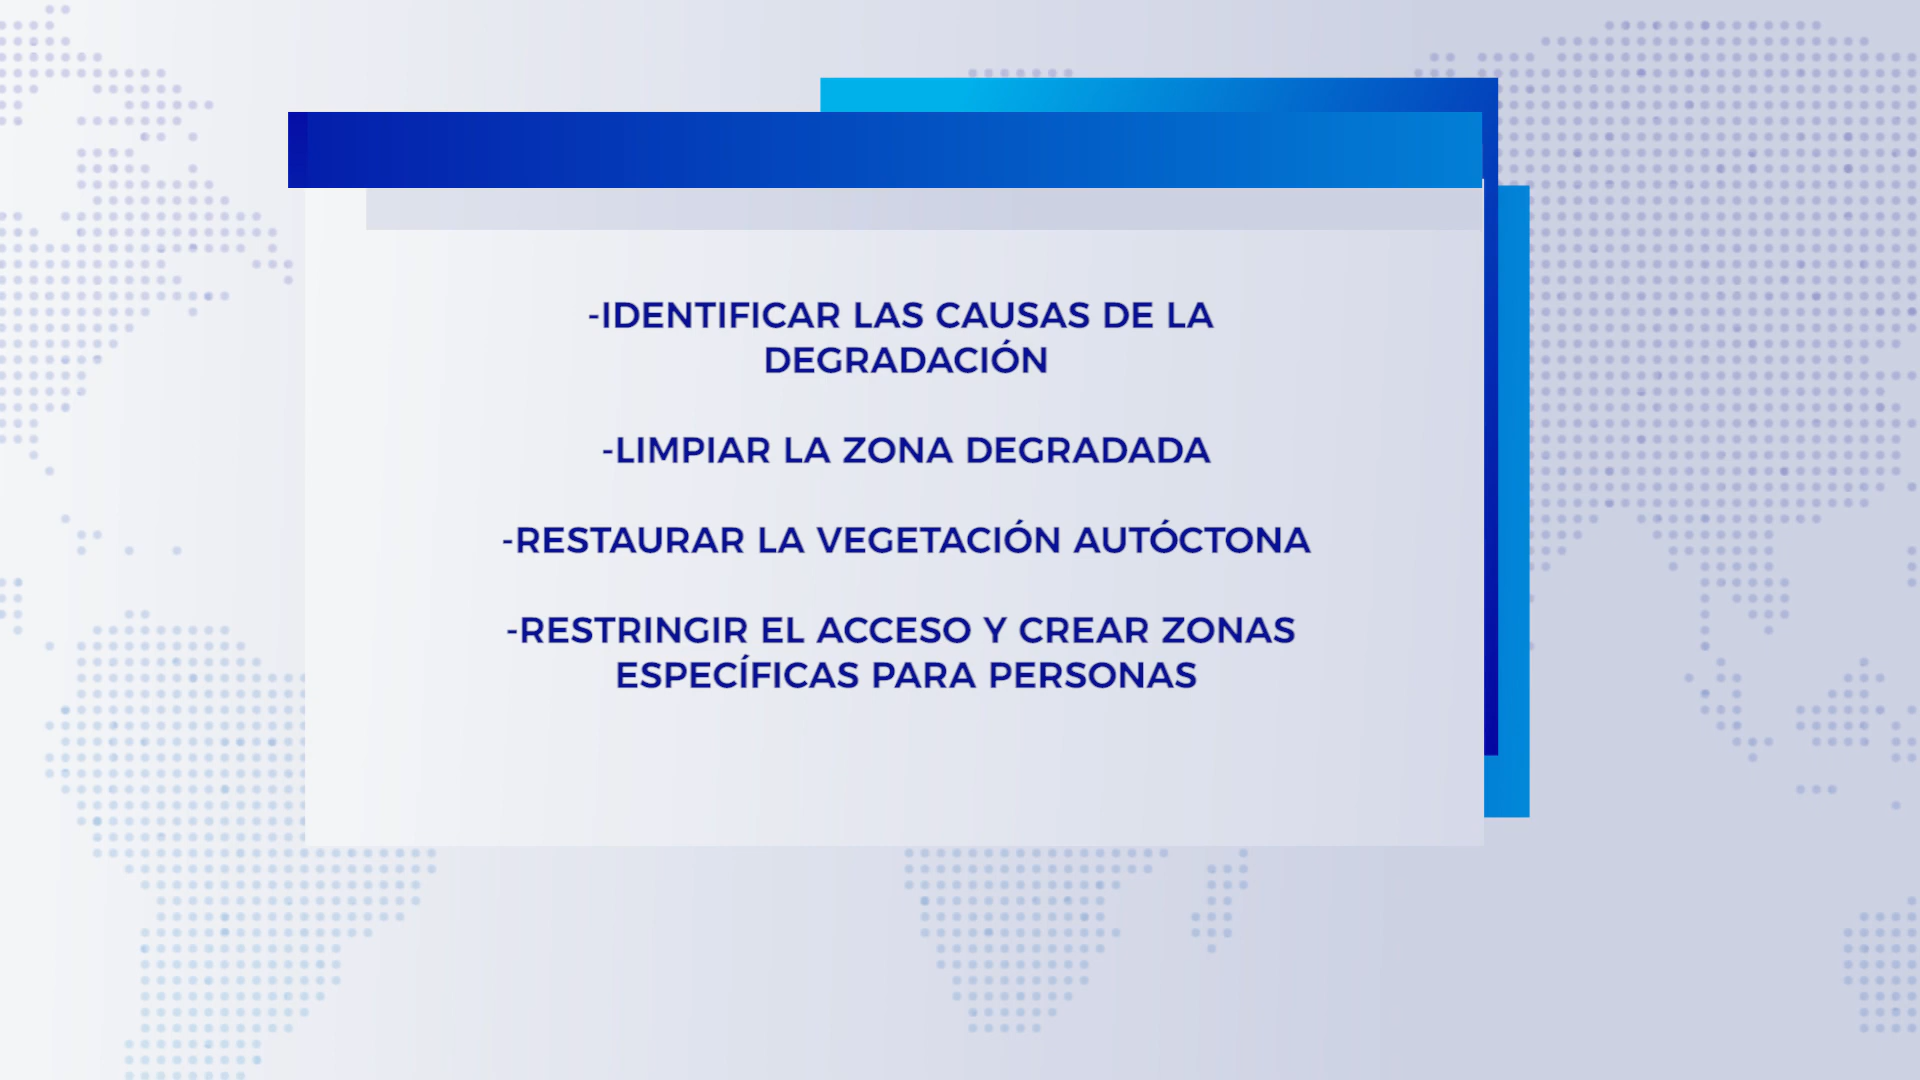 -IDENTIFICAR LAS CAUSAS DE LA
DEGRADACIÓN
-LIMPIAR LA ZONA DEGRADADA
-RESTAURAR LA VEGETACIÓN AUTÓCTONA
-RESTRINGIR EL ACCESO Y CREAR ZONAS
ESPECÍFICAS PARA PERSONAS